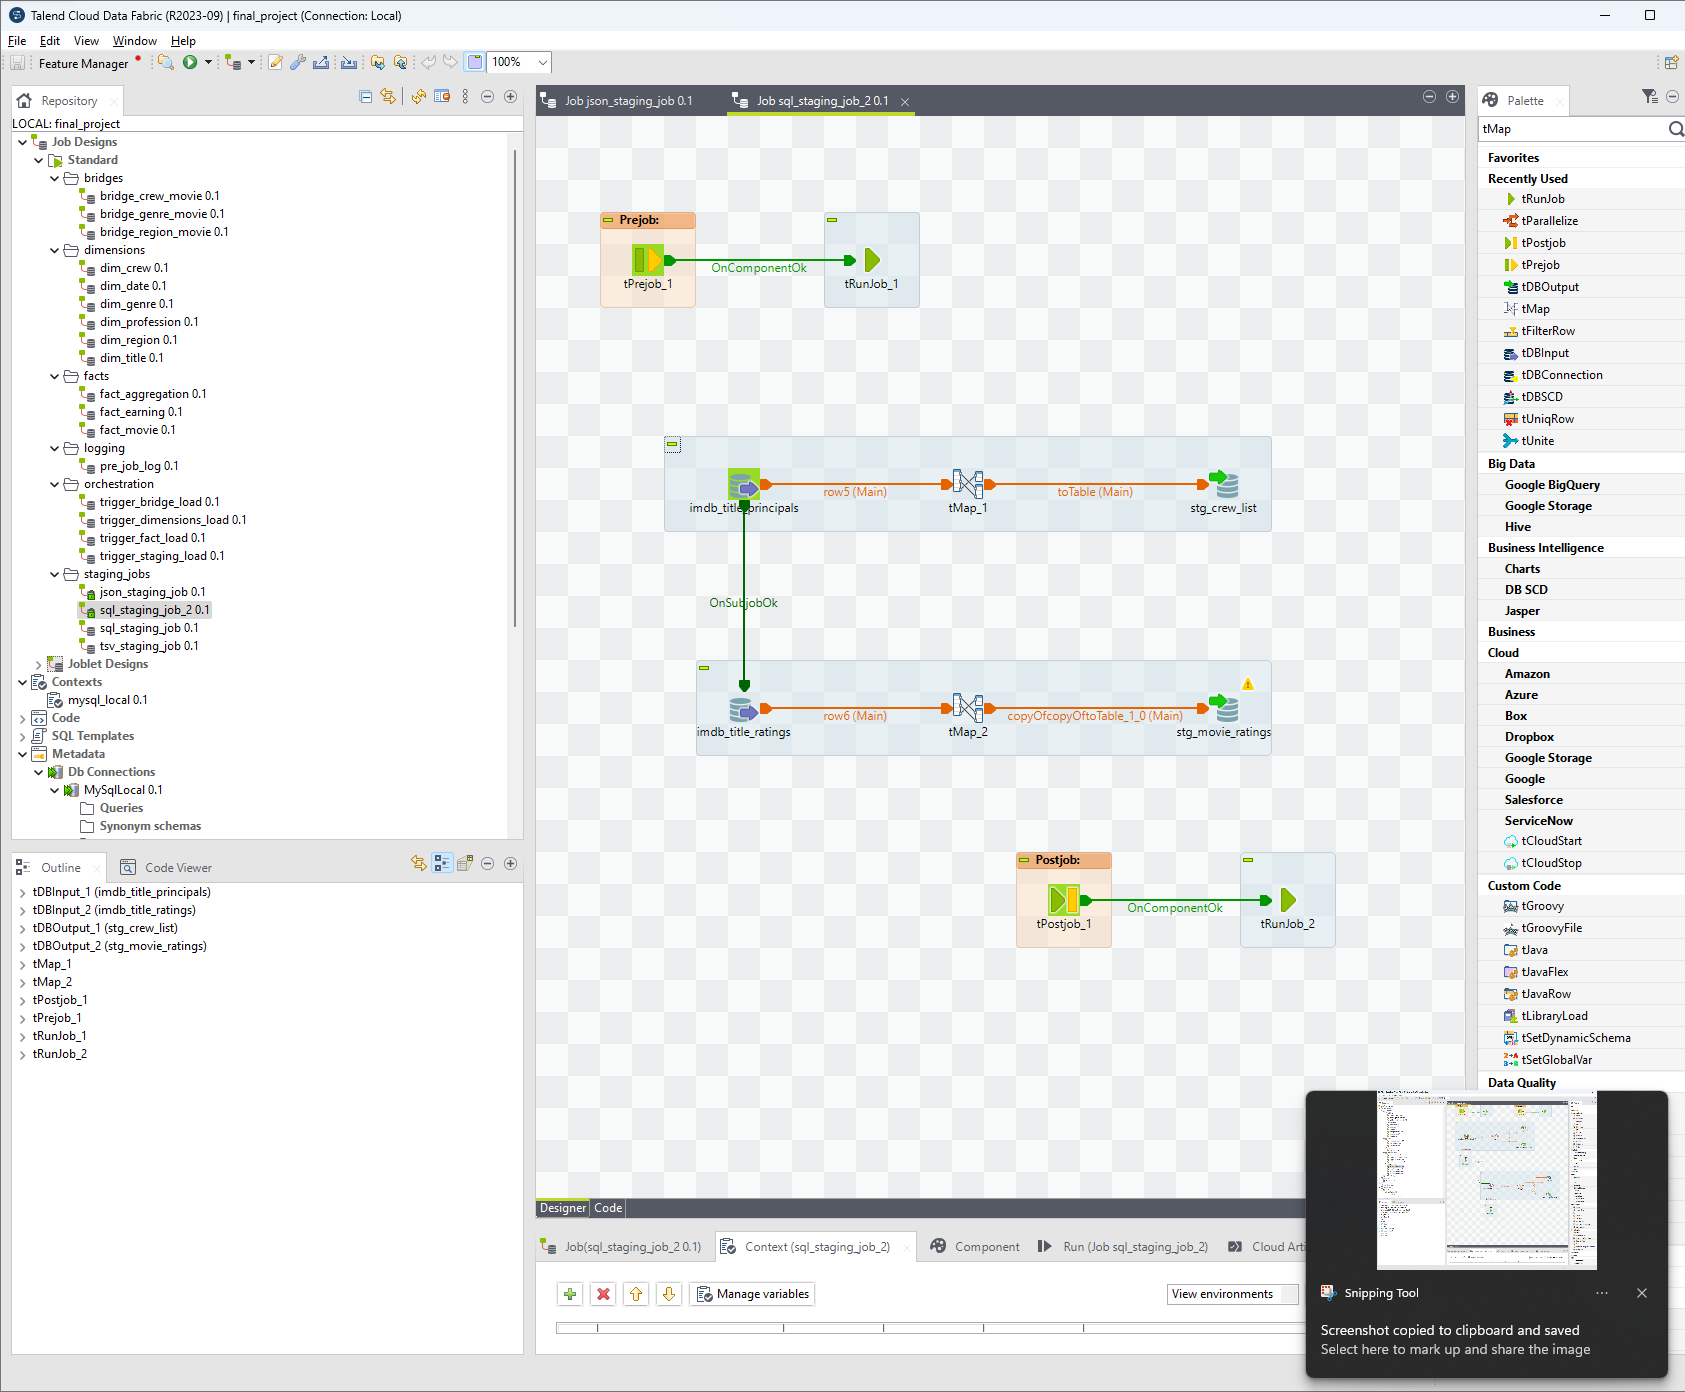 Talend Cloud Data Fabric (R2023-09) | final_project (Connection: Local)
File Edit View Window Help
Feature Manager
100%
Repository
LOCAL: final_project
Job Designs
Standard
bridges
bridge_crew_movie 0.1
bridge_genre_movie 0.1
bridge_region_movie 0.1
dimensions
dim_crew 0.1
dim_date 0.1
dim_genre 0.1
dim_profession 0.1
dim_region 0.1
dim_title 0.1
facts
fact_aggregation 0.1
fact_earning 0.1
fact_movie 0.1
logging
pre_job_log 0.1
orchestration
trigger_bridge_load 0.1
trigger_dimensions_load 0.1
trigger_fact_load 0.1
trigger_staging_load 0.1
staging_jobs
json_staging_job 0.1
sql_staging_job_2 0.1
sql_staging_job 0.1
tsv_staging_job 0.1
Joblet Designs
Contexts
mysql_local 0.1
Code
SQL Templates
Metadata
Db Connections
MySqlLocal 0.1
Queries
Synonym schemas
Outline
Code Viewer
tDBInput_1 (imdb_title_principals)
tDBInput_2 (imdb_title_ratings)
tDBOutput_1 (stg_crew_list)
tDBOutput_2 (stg_movie_ratings)
tMap_1
tMap_2
tPostjob_1
tPrejob_1
tRunJob_1
tRunJob_2
Job json_staging_job 0.1
Job sql_staging_job_2 0.1
Prejob:
OnComponentOk
tPrejob_1
tRunJob_1
row5 (Main)
toTable (Main)
imdb_title_principals
tMap_1
stg_crew_list
OnSubjobOk
row6 (Main)
copyOfcopyOftoTable_1_0 (Main)
imdb_title_ratings
tMap_2
stg_movie_ratings
Postjob:
OnComponentOk
tPostjob_1
tRunJob_2
Designer
Code
Job(sql_staging_job_2 0.1)
Context (sql_staging_job_2)
Component
Run (Job sql_staging_job_2)
Cloud Arti
Manage variables
View environments
Palette
tMap
Favorites
Recently Used
tRunJob
tParallelize
tPostjob
tPrejob
tDBOutput
tMap
tFilterRow
tDBInput
tDBConnection
tDBSCD
tUniqRow
tUnite
Big Data
Google BigQuery
Google Storage
Hive
Business Intelligence
Charts
DB SCD
Jasper
Business
Cloud
Amazon
Azure
Box
Dropbox
Google Storage
Google
Salesforce
ServiceNow
tCloudStart
tCloudStop
Custom Code
tGroovy
tGroovyFile
tJava
tJavaFlex
tJavaRow
tLibraryLoad
tSetDynamicSchema
tSetGlobalVar
Data Quality
Snipping Tool
Screenshot copied to clipboard and saved
Select here to mark up and share the image